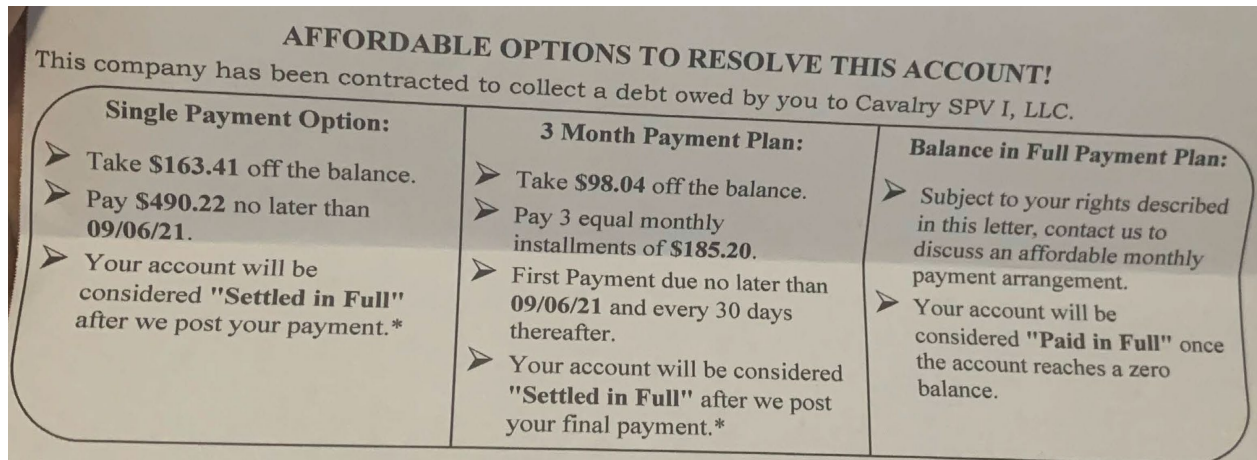 AFFORDABLE OPTIONS TO RESOLVE THIS ACCOUNT!
This company has been contracted to collect a debt owed by you to Cavalry SPV I, LLC.
Single Payment Option:
➤ Take $163.41 off the balance.
➤ Pay $490.22 no later than
09/06/21.
➤ Your account will be
considered "Settled in Full"
after we post your payment.*
3 Month Payment Plan:
➤ Take $98.04 off the balance.
➤ Pay 3 equal monthly
installments of $185.20.
➤ First Payment due no later than
09/06/21 and every 30 days
thereafter.
➤ Your account will be considered
"Settled in Full" after we post
your final payment.*
Balance in Full Payment Plan:
➤ Subject to your rights described
in this letter, contact us to
discuss an affordable monthly
payment arrangement.
➤ Your account will be
considered "Paid in Full" once
the account reaches a zero
balance.